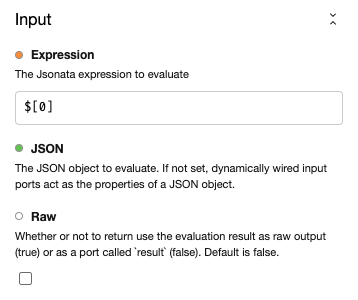 Input
Expression
The Jsonata expression to evaluate
$[0]
JSON
The JSON object to evaluate. If not set, dynamically wired input
ports act as the properties of a JSON object.
Raw
Whether or not to return use the evaluation result as raw output
(true) or as a port called `result` (false). Default is false.